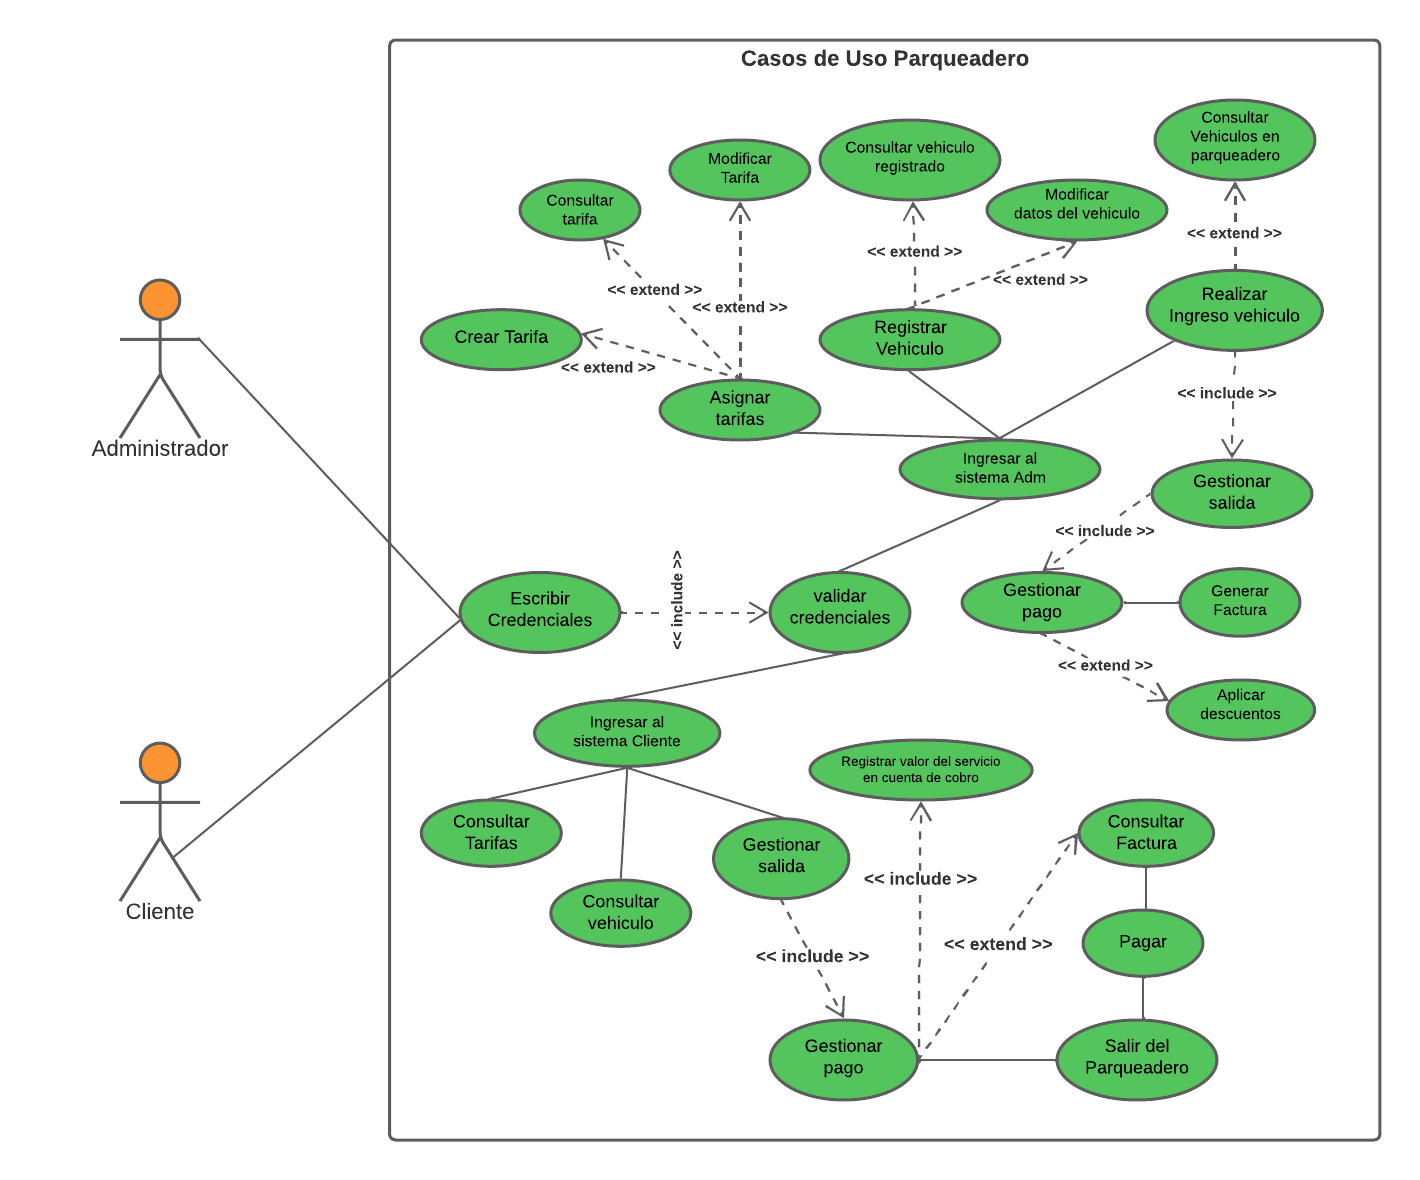 Casos de Uso Parqueadero
Consultar
Vehiculos en
parqueadero
Consultar vehiculo
registrado
Modificar
Tarifa
Modificar
datos del vehiculo
Consultar
tarifa
<< extend >>
<< extend >>
<< extend >>
<< extend >>
<< extend >>
Realizar
Ingreso vehiculo
Registrar
Vehiculo
Crear Tarifa
<< extend >>
Asignar
tarifas
<< include >>
Administrador
Ingresar al
sistema Adm
Gestionar
salida
<< include >>
<< include >>
Escribir
Credenciales
validar
credenciales
Gestionar
pago
Generar
Factura
<< extend >>
Aplicar
descuentos
Ingresar al
sistema Cliente
Registrar valor del servicio
en cuenta de cobro
Consultar
Tarifas
Gestionar
salida
Consultar
Factura
<< include >>
Consultar
vehiculo
Cliente
<< include >>
<< extend >>
Pagar
Gestionar
pago
Salir del
Parqueadero